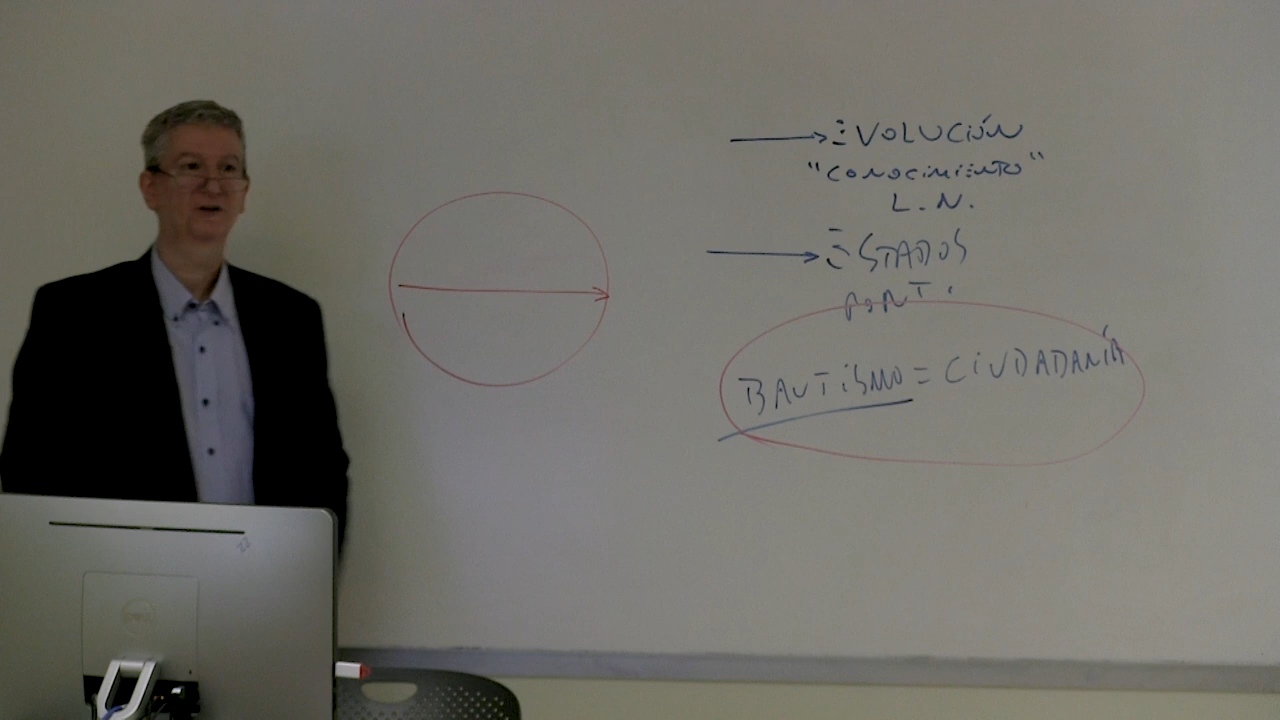 EVOLUCIÓN
"CONOCIMIENTO"
L.N.
ESTADOS
PONT.
BAUTISMO = CIUDADANÍA